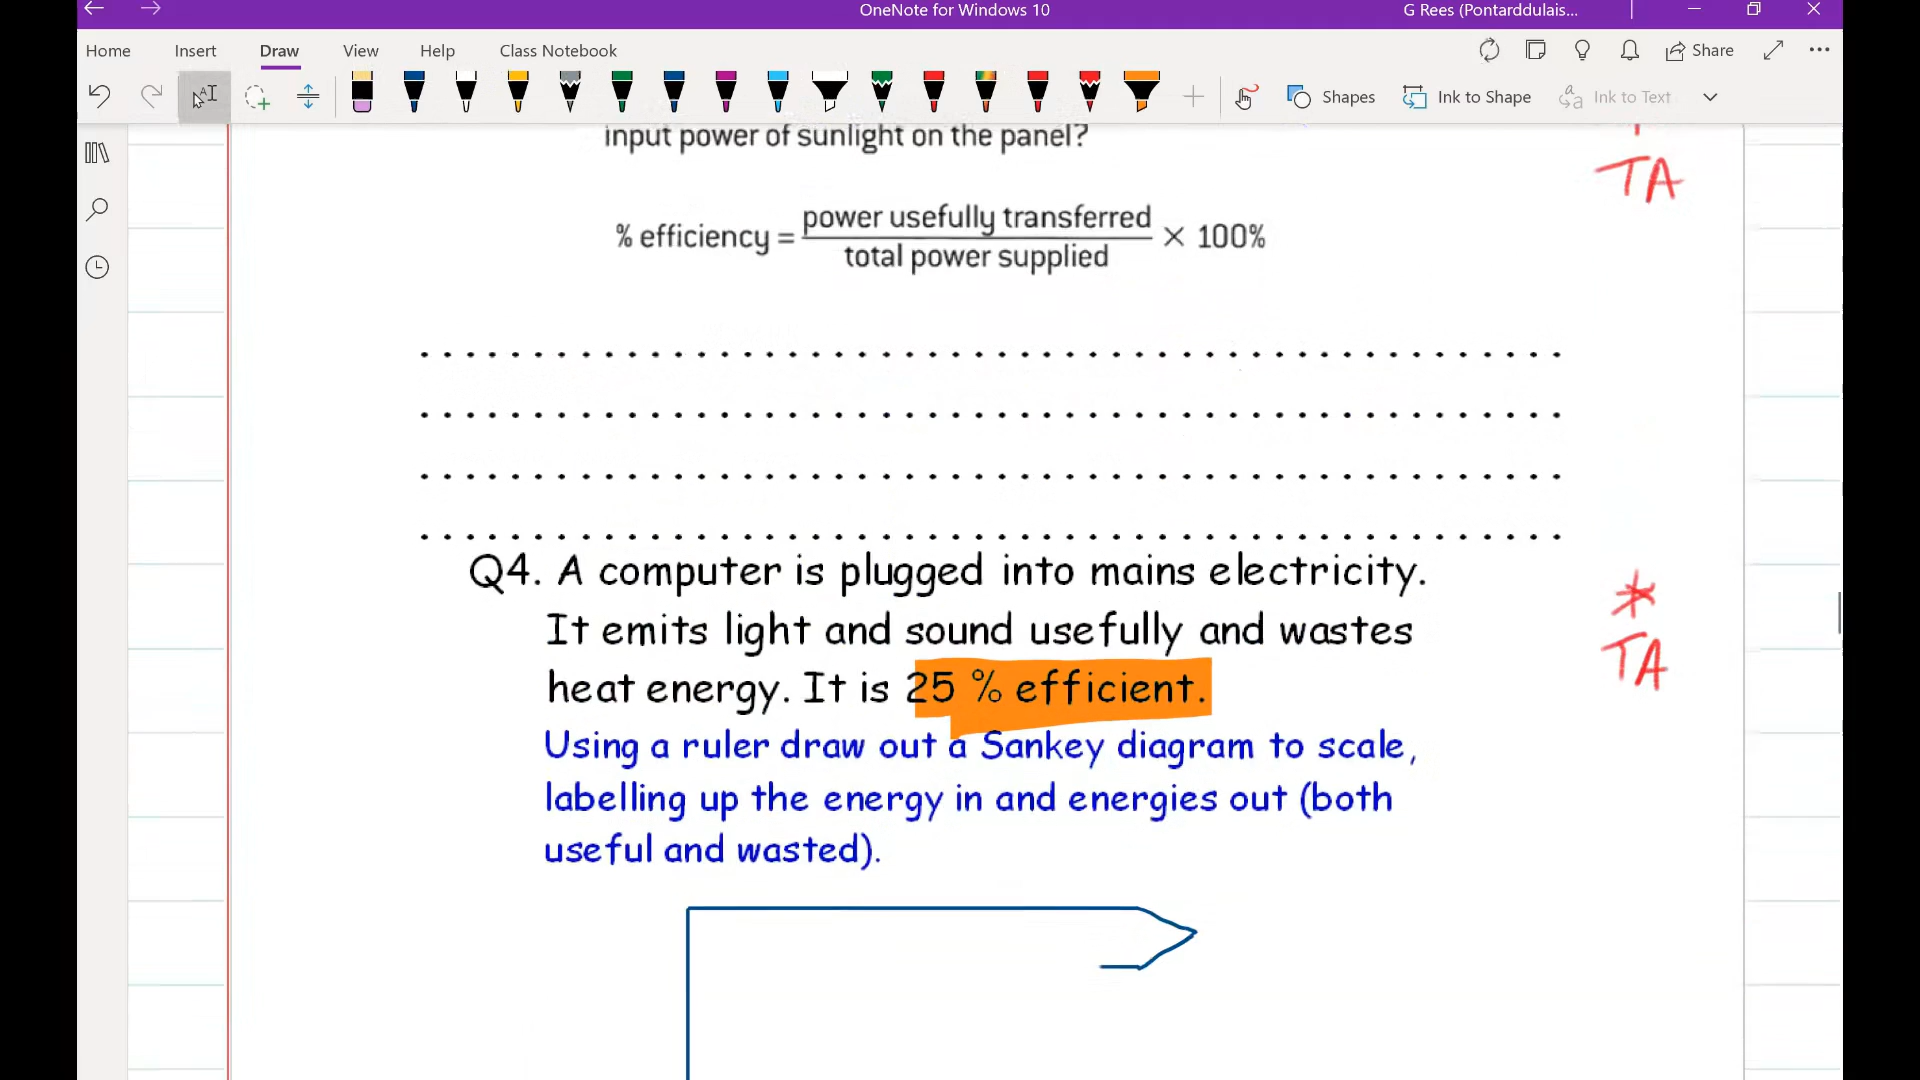 OneNote for Windows 10
G Rees (Pontarddulais...
Home
Insert
Draw
View
Help
Class Notebook
Share
Shapes
Ink to Shape
Ink to Text
input power of sunlight on the panel?
TA
% efficiency = power usefully transferred / total power supplied × 100%
Q4. A computer is plugged into mains electricity.
It emits light and sound usefully and wastes
heat energy. It is 25 % efficient.
* TA
Using a ruler draw out a Sankey diagram to scale,
labelling up the energy in and energies out (both
useful and wasted).